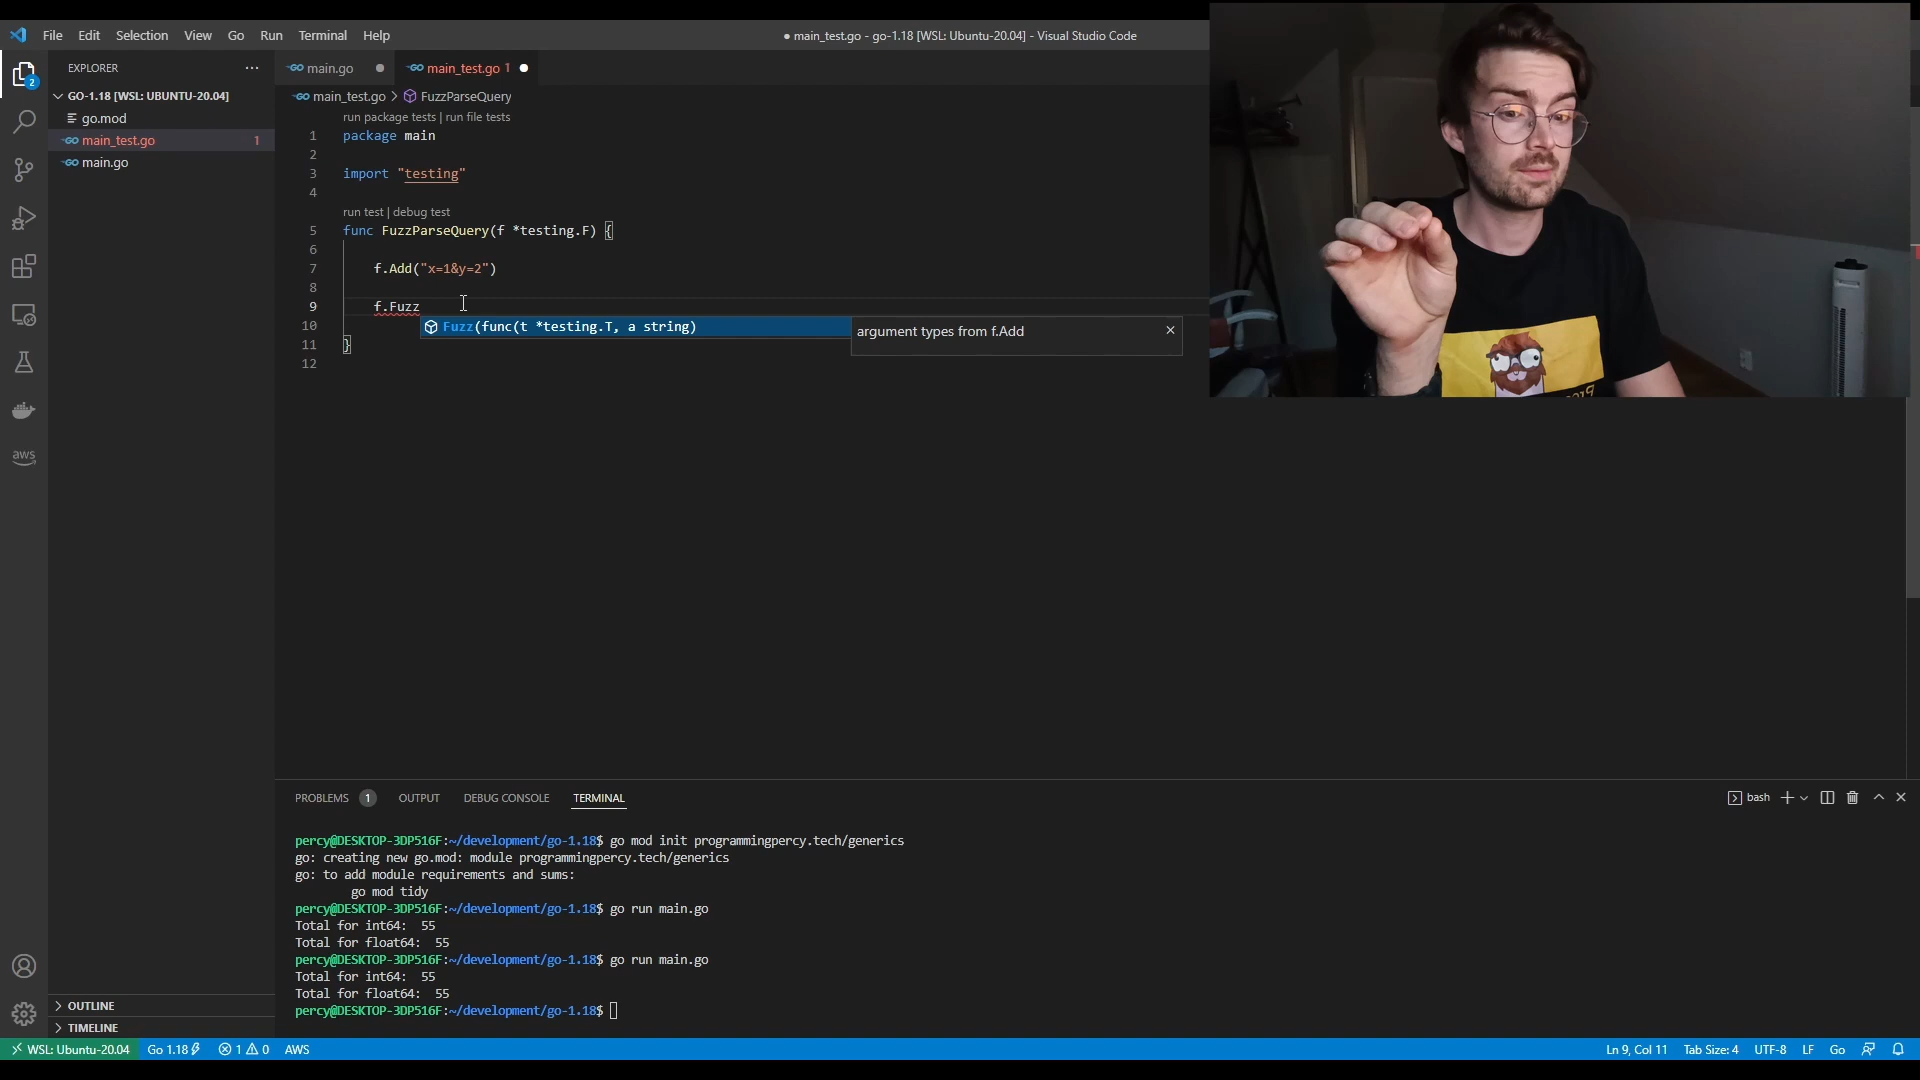 File Edit Selection View Go Run Terminal Help
● main_test.go - go-1.18 [WSL: Ubuntu-20.04] - Visual Studio Code
EXPLORER ···
main.go ●
main_test.go 1 ●
2
GO-1.18 [WSL: UBUNTU-20.04]
go.mod
main_test.go 1
main.go
main_test.go > FuzzParseQuery
run package tests | run file tests
1 package main
2
3 import "testing"
4
run test | debug test
5 func FuzzParseQuery(f *testing.F) {
6
7 f.Add("x=1&y=2")
8
9 f.Fuzz
Fuzz(func(t *testing.T, a string)
argument types from f.Add
10
11 }
12
aws
PROBLEMS 1 OUTPUT DEBUG CONSOLE TERMINAL
bash
percy@DESKTOP-3DP516F:~/development/go-1.18$ go mod init programmingpercy.tech/generics
go: creating new go.mod: module programmingpercy.tech/generics
go: to add module requirements and sums:
go mod tidy
percy@DESKTOP-3DP516F:~/development/go-1.18$ go run main.go
Total for int64: 55
Total for float64: 55
percy@DESKTOP-3DP516F:~/development/go-1.18$ go run main.go
Total for int64: 55
Total for float64: 55
percy@DESKTOP-3DP516F:~/development/go-1.18$
OUTLINE
TIMELINE
WSL: Ubuntu-20.04 Go 1.18 1 0 AWS
Ln 9, Col 11 Tab Size: 4 UTF-8 LF Go